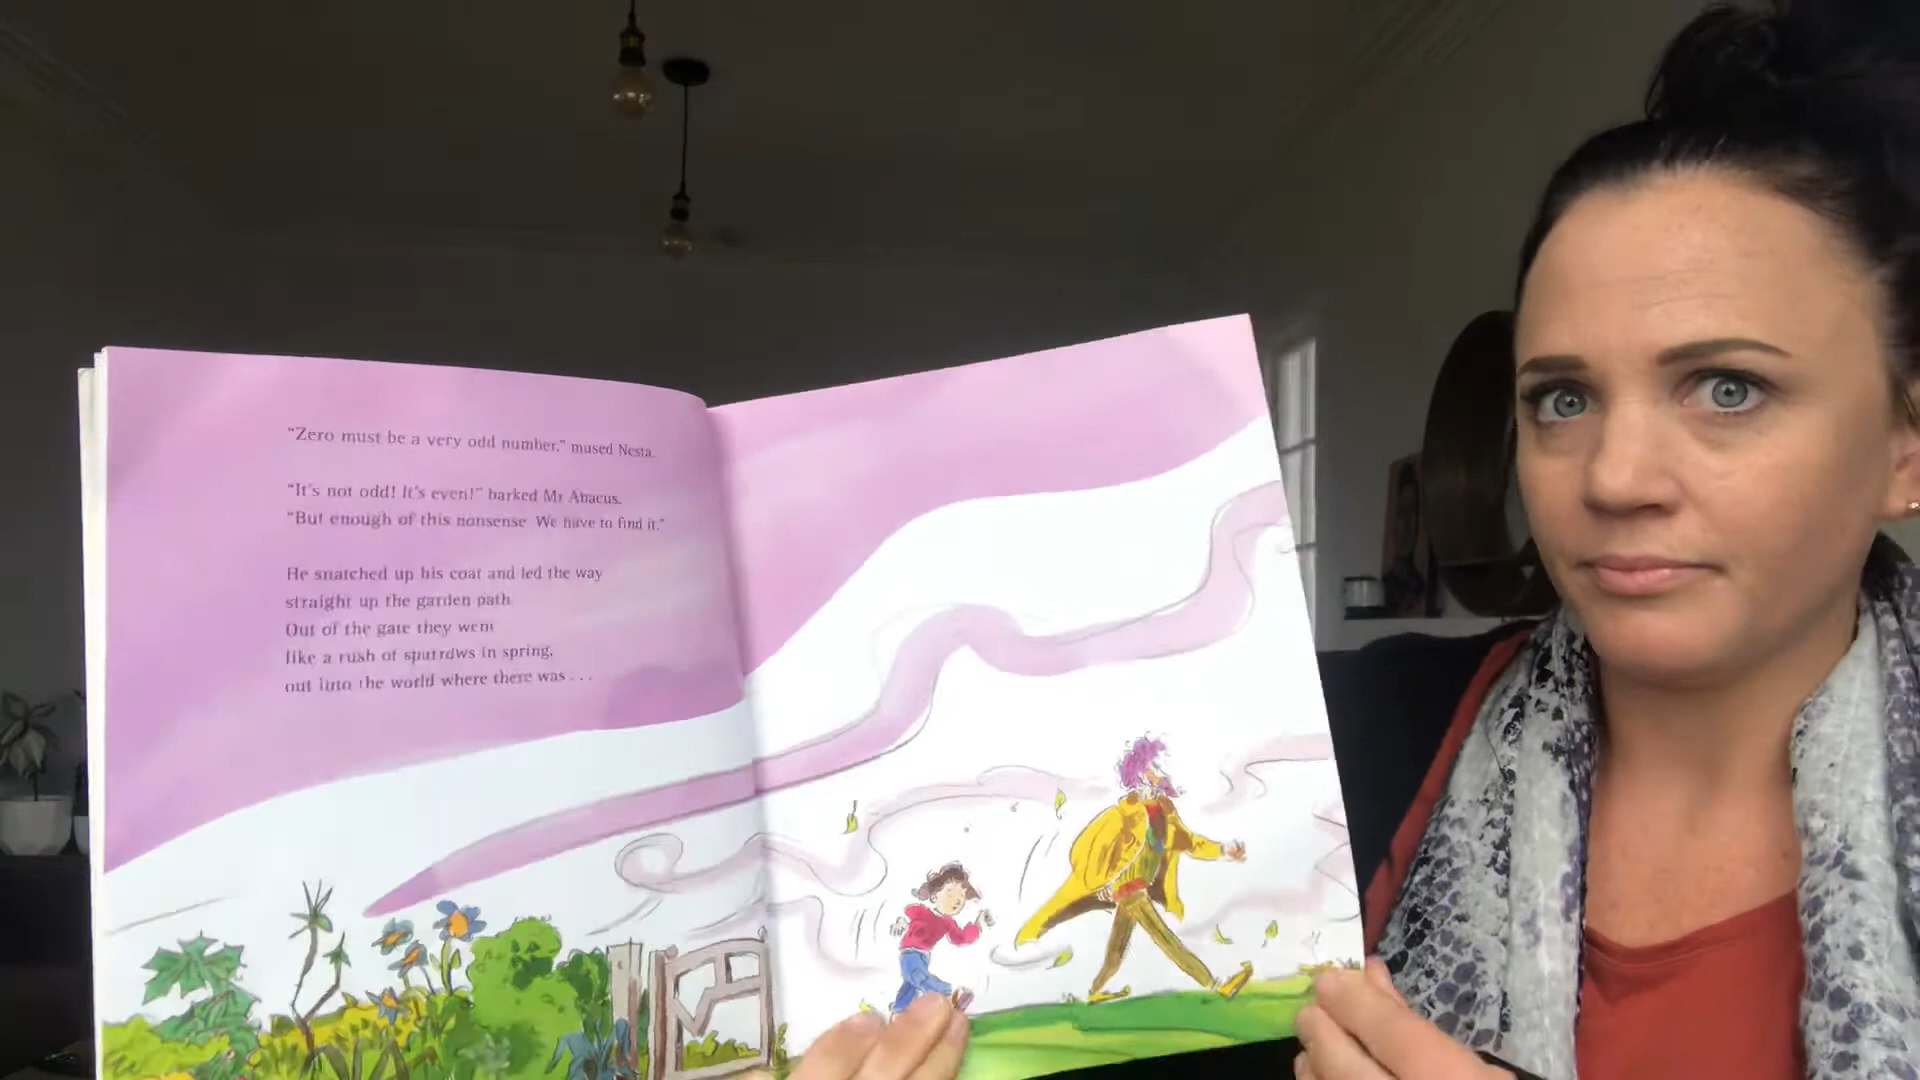 "Zero must be a very odd number," mused Nesta.
"It's not odd! It's even!" barked Mr Abacus.
"But enough of this nonsense. We have to find it."
He snatched up his coat and led the way
straight up the garden path.
Out of the gate they went
like a rush of sparrows in spring,
out into the world where there was . . .